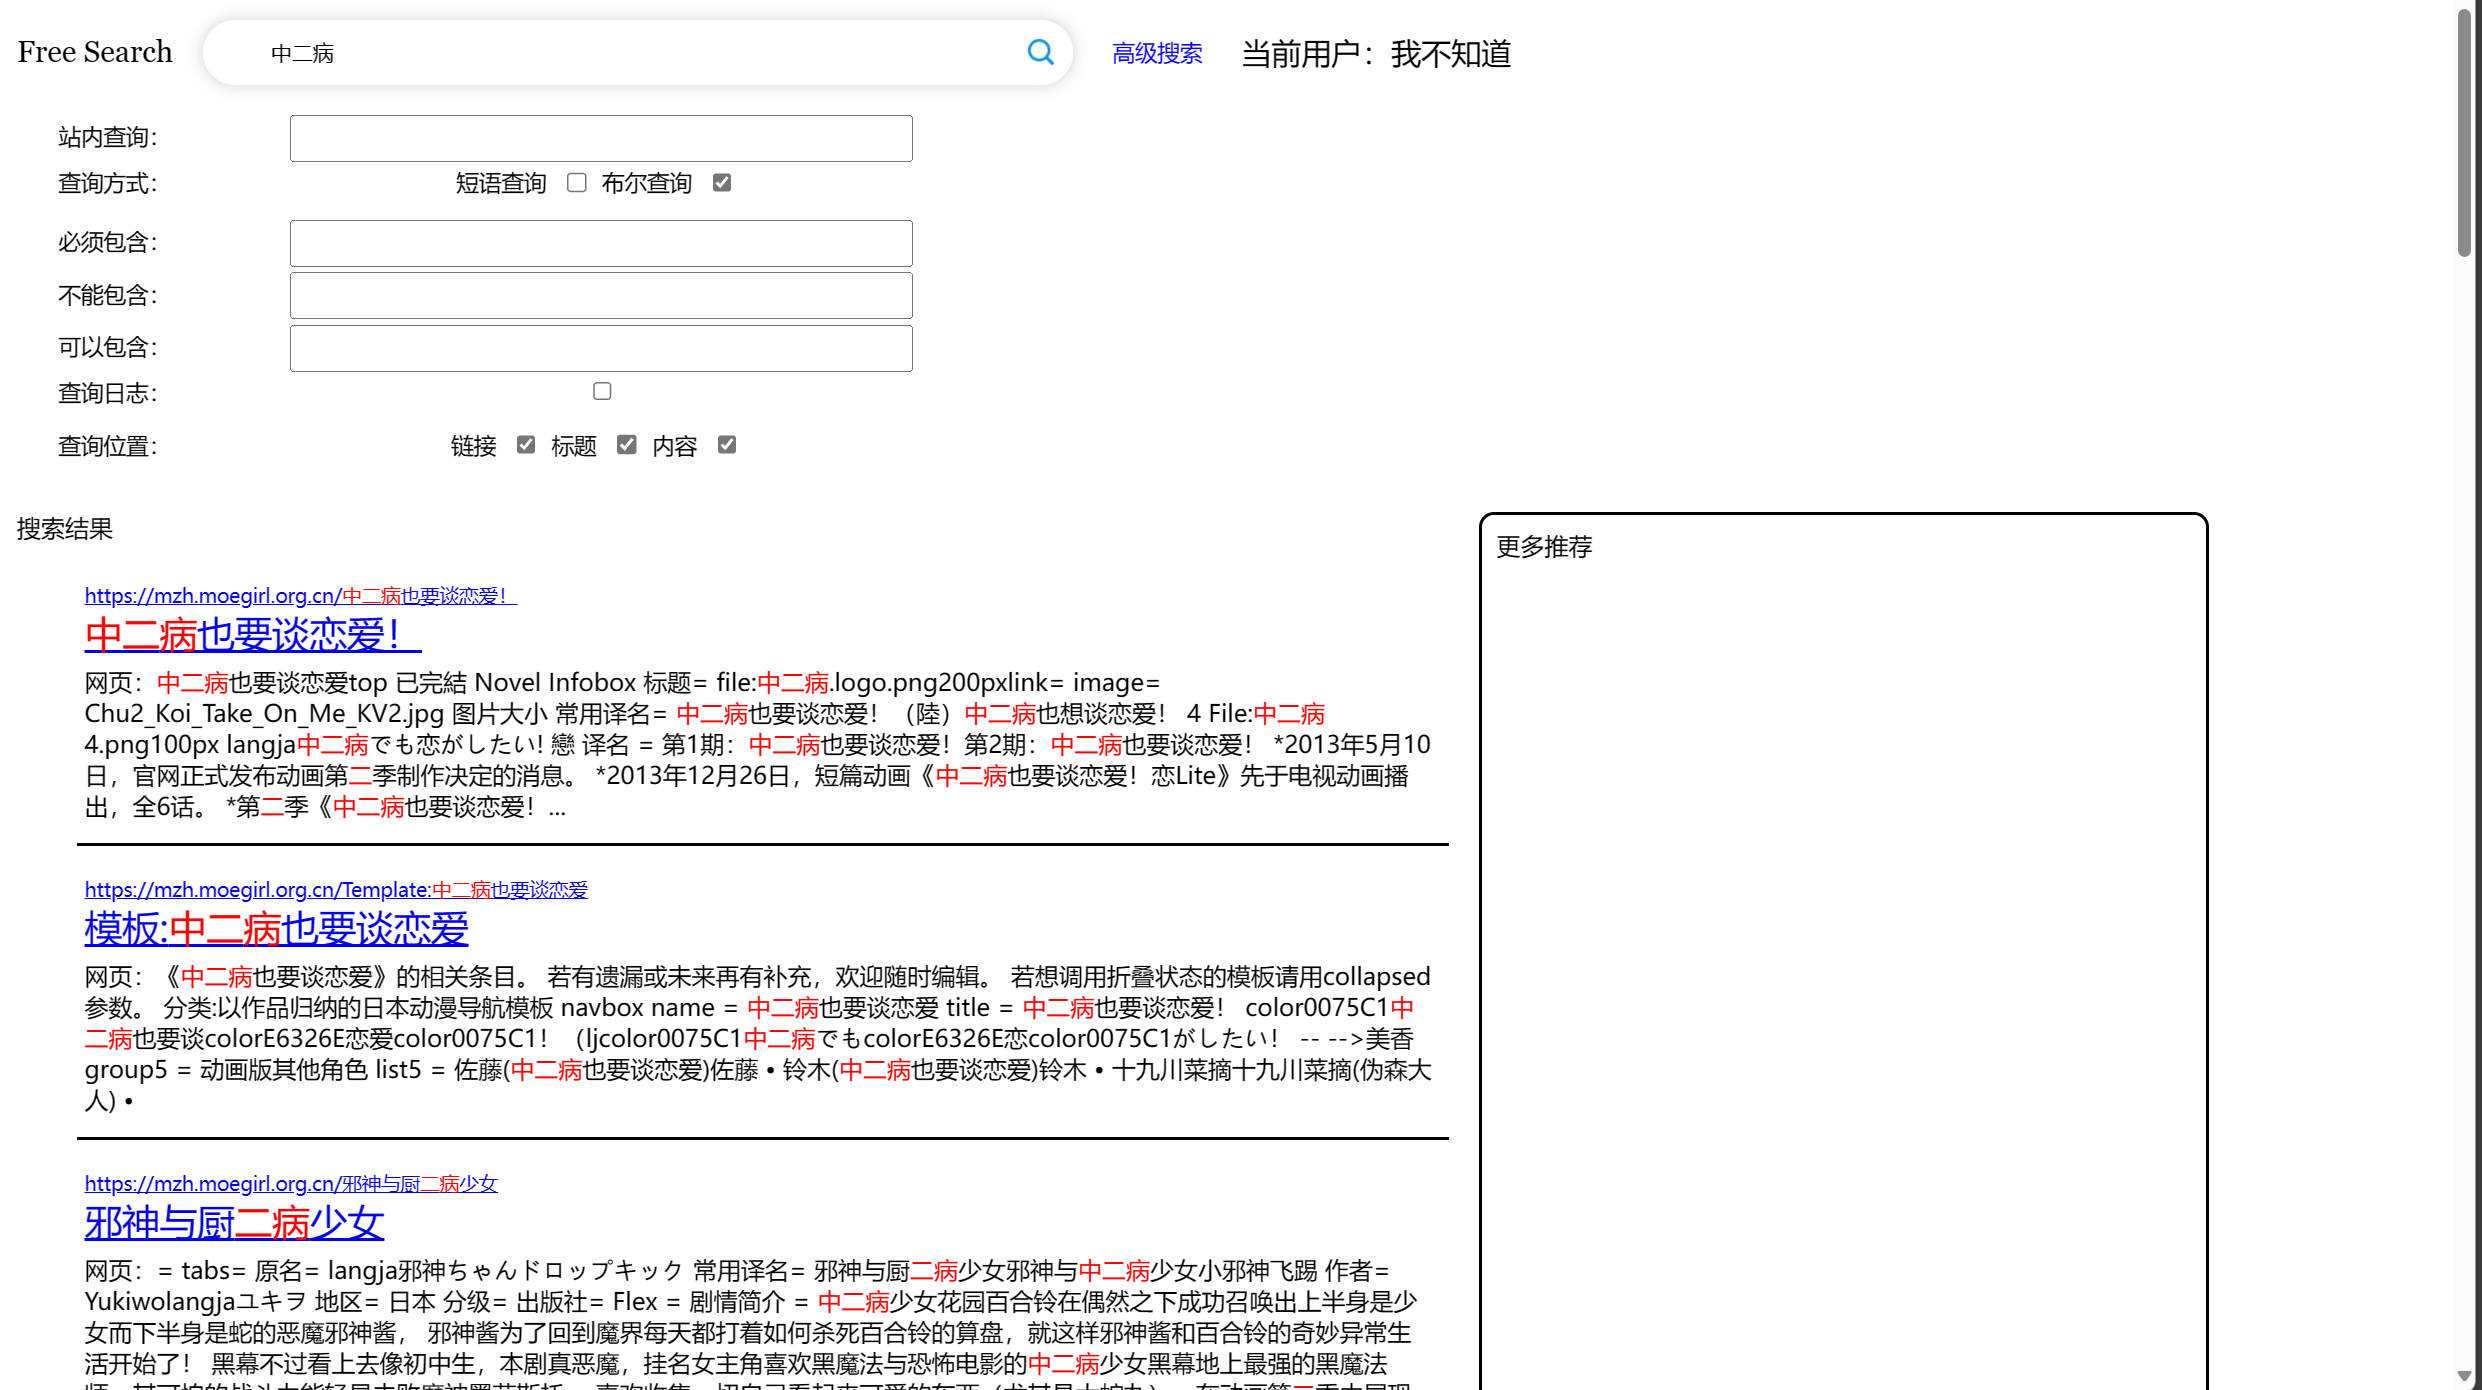 Free Search
中二病
高级搜索
当前用户：我不知道
站内查询：
查询方式：
短语查询 布尔查询
必须包含：
不能包含：
可以包含：
查询日志：
查询位置：
链接 标题 内容
搜索结果
更多推荐
https://mzh.moegirl.org.cn/中二病也要谈恋爱！
中二病也要谈恋爱！
网页：中二病也要谈恋爱top 已完結 Novel Infobox 标题= file:中二病.logo.png200pxlink= image=
Chu2_Koi_Take_On_Me_KV2.jpg 图片大小 常用译名= 中二病也要谈恋爱！（陸）中二病也想谈恋爱！ 4 File:中二病
4.png100px langja中二病でも恋がしたい! 戀 译名 = 第1期：中二病也要谈恋爱！第2期：中二病也要谈恋爱！ *2013年5月10
日，官网正式发布动画第二季制作决定的消息。 *2013年12月26日，短篇动画《中二病也要谈恋爱！恋Lite》先于电视动画播
出，全6话。 *第二季《中二病也要谈恋爱！...
https://mzh.moegirl.org.cn/Template:中二病也要谈恋爱
模板:中二病也要谈恋爱
网页：《中二病也要谈恋爱》的相关条目。 若有遗漏或未来再有补充，欢迎随时编辑。 若想调用折叠状态的模板请用collapsed
参数。 分类:以作品归纳的日本动漫导航模板 navbox name = 中二病也要谈恋爱 title = 中二病也要谈恋爱！ color0075C1中
二病也要谈colorE6326E恋爱color0075C1！（ljcolor0075C1中二病でもcolorE6326E恋color0075C1がしたい！ -- -->美香
group5 = 动画版其他角色 list5 = 佐藤(中二病也要谈恋爱)佐藤 • 铃木(中二病也要谈恋爱)铃木 • 十九川菜摘十九川菜摘(伪森大
人) •
https://mzh.moegirl.org.cn/邪神与厨二病少女
邪神与厨二病少女
网页：= tabs= 原名= langja邪神ちゃんドロップキック 常用译名= 邪神与厨二病少女邪神与中二病少女小邪神飞踢 作者=
Yukiwolangjaユキヲ 地区= 日本 分级= 出版社= Flex = 剧情简介 = 中二病少女花园百合铃在偶然之下成功召唤出上半身是少
女而下半身是蛇的恶魔邪神酱， 邪神酱为了回到魔界每天都打着如何杀死百合铃的算盘，就这样邪神酱和百合铃的奇妙异常生
活开始了！ 黑幕不过看上去像初中生，本剧真恶魔，挂名女主角喜欢黑魔法与恐怖电影的中二病少女黑幕地上最强的黑魔法